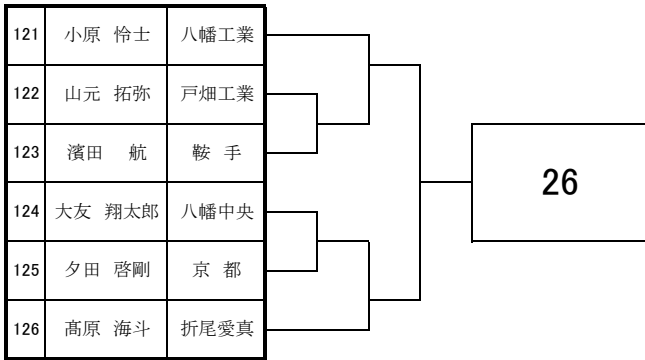 121 小原 怜士 八幡工業
122 山元 拓弥 戸畑工業
123 濱田 航 鞍 手
124 大友 翔太郎 八幡中央
125 夕田 啓剛 京 都
126 髙原 海斗 折尾愛真
26